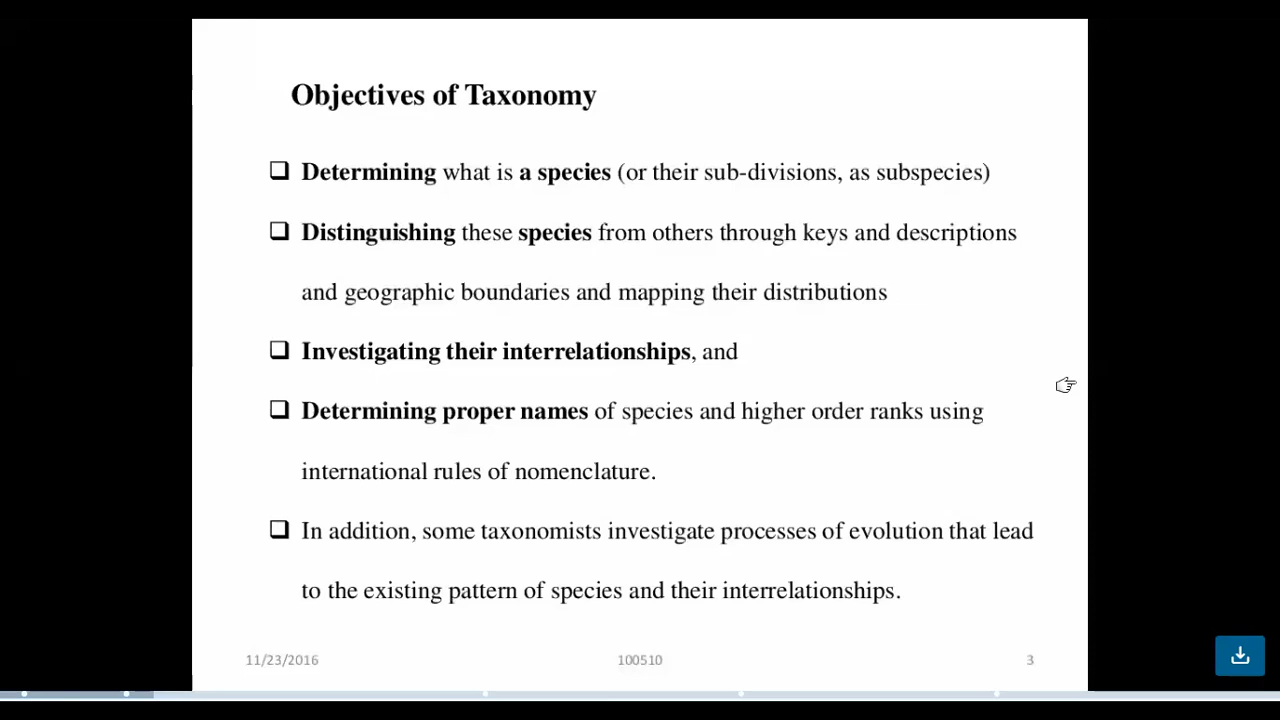 Objectives of Taxonomy
❑ Determining what is a species (or their sub-divisions, as subspecies)
❑ Distinguishing these species from others through keys and descriptions
and geographic boundaries and mapping their distributions
❑ Investigating their interrelationships, and
❑ Determining proper names of species and higher order ranks using
international rules of nomenclature.
❑ In addition, some taxonomists investigate processes of evolution that lead
to the existing pattern of species and their interrelationships.
11/23/2016 100510 3